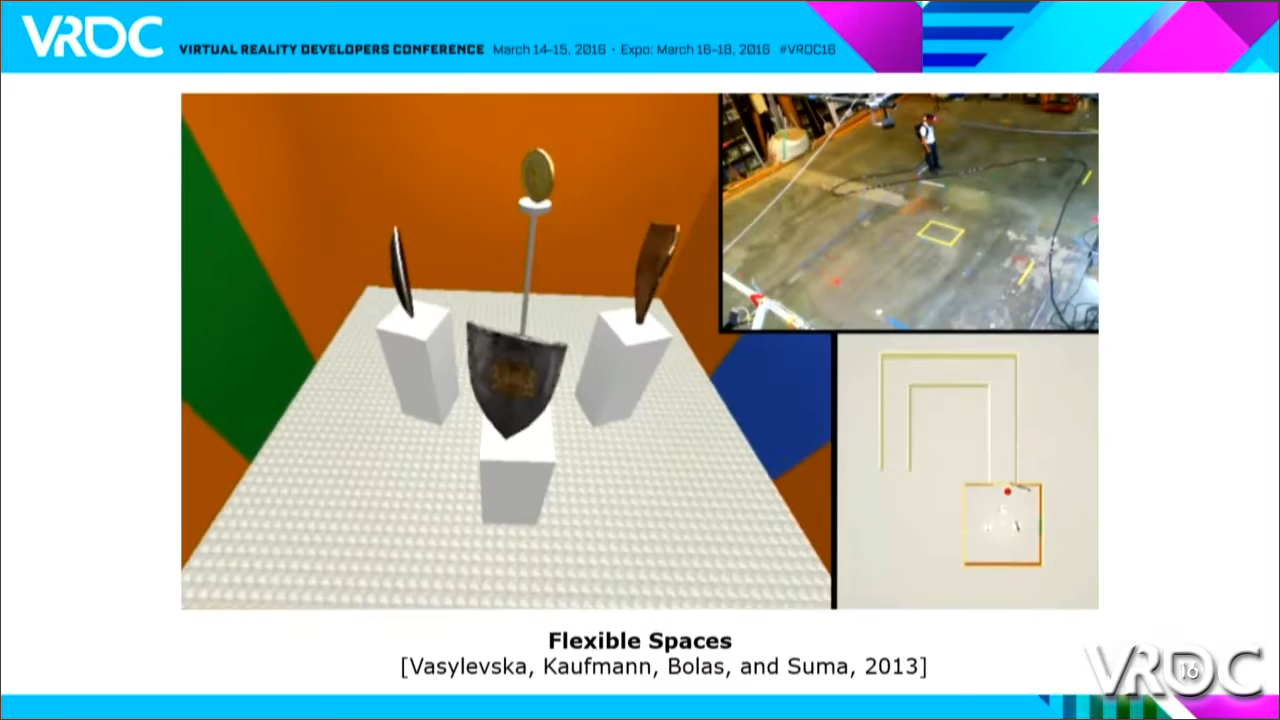 VRDC
VIRTUAL REALITY DEVELOPERS CONFERENCE March 14-15, 2016 · Expo: March 16-18, 2016 #VRDC16
Flexible Spaces
[Vasylevska, Kaufmann, Bolas, and Suma, 2013]
VRDC
16